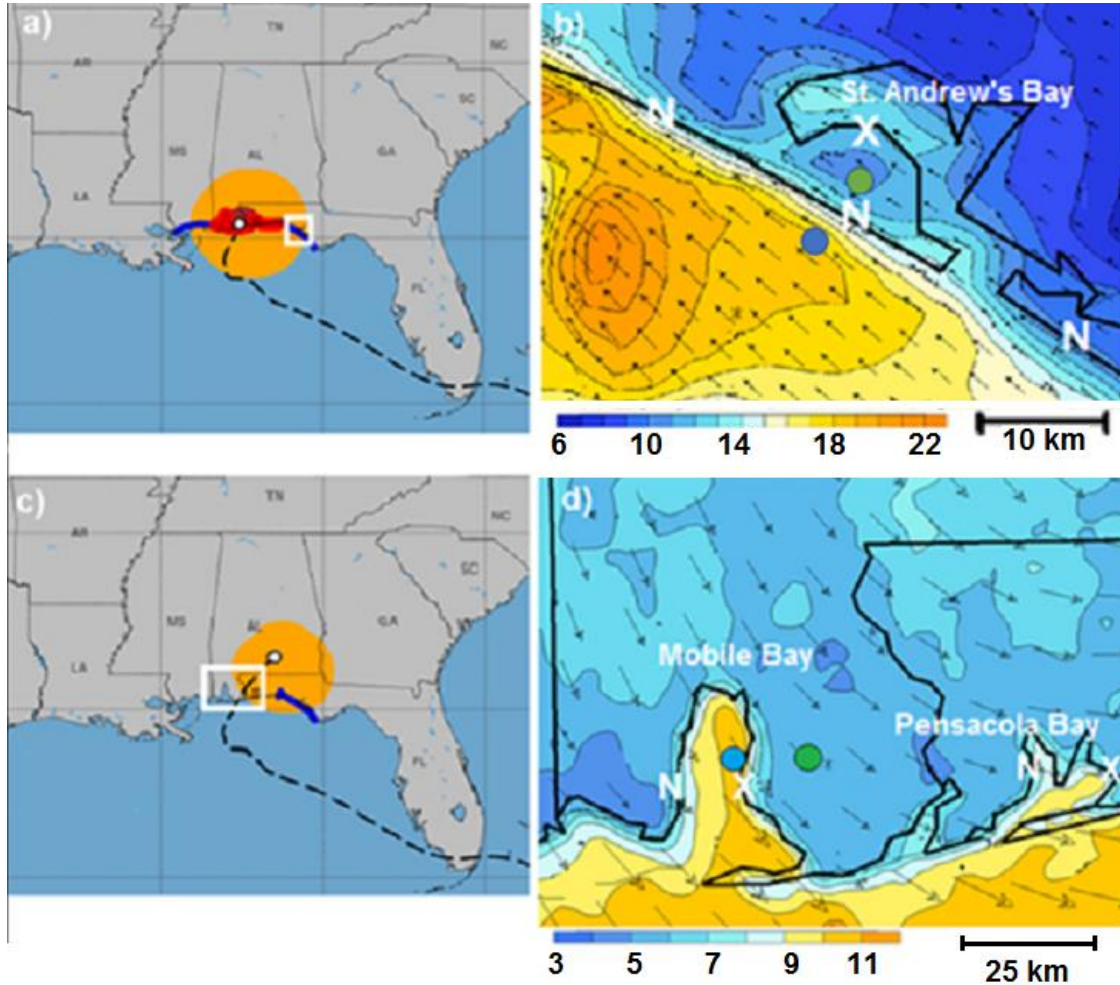 a)
TN
NC
AR
SC
MS
AL
GA
LA
FL
b)
St. Andrew's Bay
N
X
N
N
6 10 14 18 22
10 km
c)
TN
NC
AR
SC
MS
AL
GA
LA
FL
d)
Mobile Bay
Pensacola Bay
N X N X
3 5 7 9 11
25 km